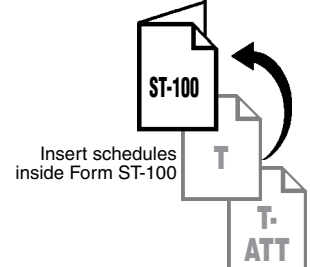 ST-100
Insert schedules
inside Form ST-100
T
T-
ATT